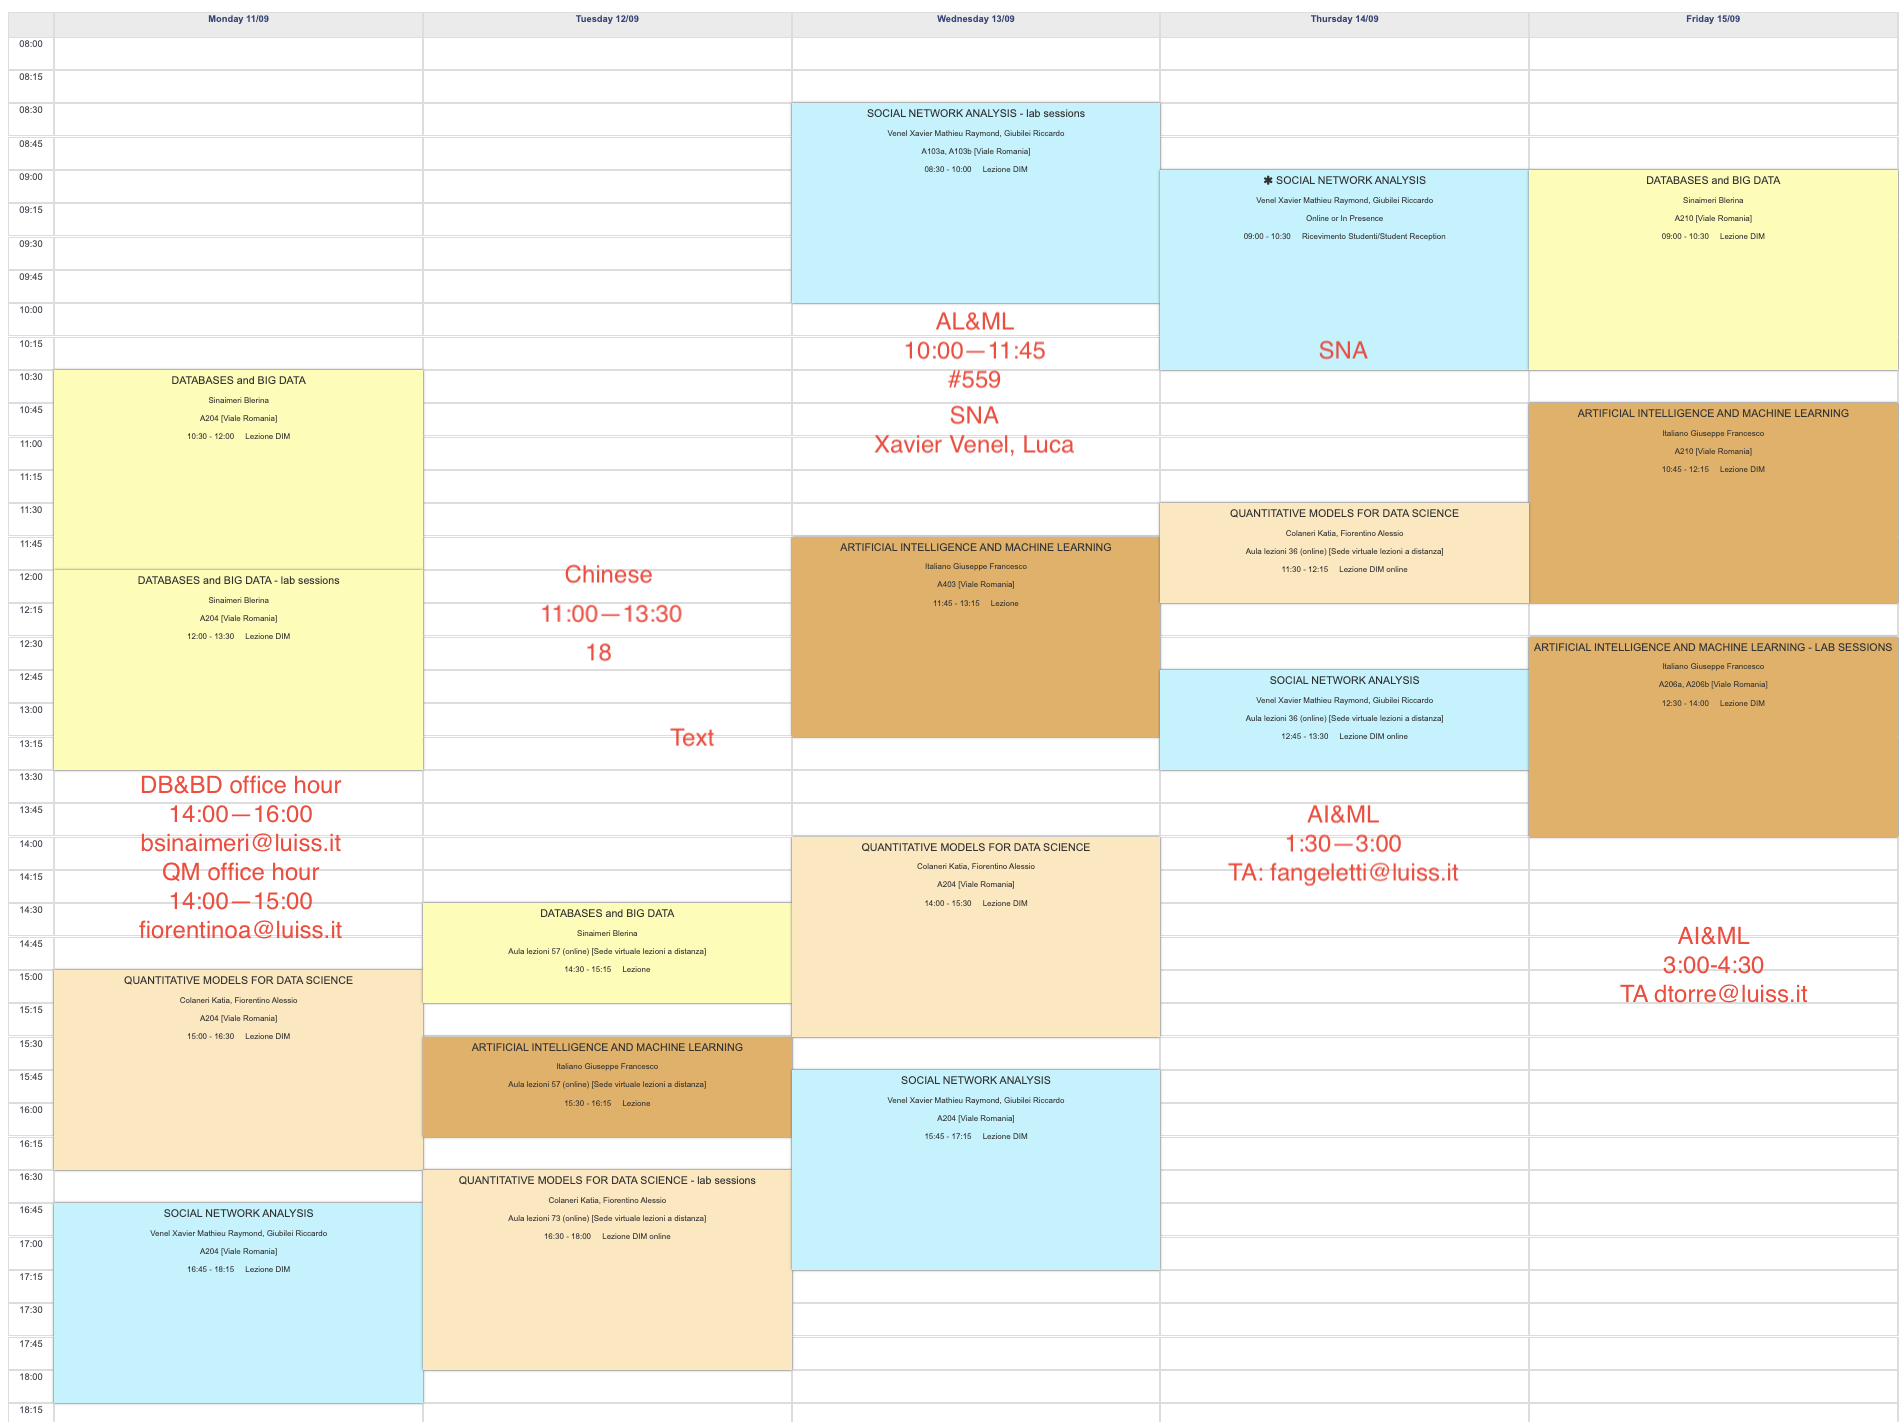 Monday 11/09
Tuesday 12/09
Wednesday 13/09
Thursday 14/09
Friday 15/09
08:00
08:15
08:30
08:45
09:00
09:15
09:30
09:45
10:00
10:15
10:30
10:45
11:00
11:15
11:30
11:45
12:00
12:15
12:30
12:45
13:00
13:15
13:30
13:45
14:00
14:15
14:30
14:45
15:00
15:15
15:30
15:45
16:00
16:15
16:30
16:45
17:00
17:15
17:30
17:45
18:00
18:15
DATABASES and BIG DATA
Sinaimeri Blerina
A204 [Viale Romania]
10:30 - 12:00 Lezione DIM
DATABASES and BIG DATA - lab sessions
Sinaimeri Blerina
A204 [Viale Romania]
12:00 - 13:30 Lezione DIM
DB&BD office hour
14:00—16:00
bsinaimeri@luiss.it
QM office hour
14:00—15:00
fiorentinoa@luiss.it
QUANTITATIVE MODELS FOR DATA SCIENCE
Colaneri Katia, Fiorentino Alessio
A204 [Viale Romania]
15:00 - 16:30 Lezione DIM
SOCIAL NETWORK ANALYSIS
Venel Xavier Mathieu Raymond, Giubilei Riccardo
A204 [Viale Romania]
16:45 - 18:15 Lezione DIM
Chinese
11:00—13:30
18
Text
DATABASES and BIG DATA
Sinaimeri Blerina
Aula lezioni 57 (online) [Sede virtuale lezioni a distanza]
14:30 - 15:15 Lezione
ARTIFICIAL INTELLIGENCE AND MACHINE LEARNING
Italiano Giuseppe Francesco
Aula lezioni 57 (online) [Sede virtuale lezioni a distanza]
15:30 - 16:15 Lezione
QUANTITATIVE MODELS FOR DATA SCIENCE - lab sessions
Colaneri Katia, Fiorentino Alessio
Aula lezioni 73 (online) [Sede virtuale lezioni a distanza]
16:30 - 18:00 Lezione DIM online
SOCIAL NETWORK ANALYSIS - lab sessions
Venel Xavier Mathieu Raymond, Giubilei Riccardo
A103a, A103b [Viale Romania]
08:30 - 10:00 Lezione DIM
AL&ML
10:00—11:45
#559
SNA
Xavier Venel, Luca
ARTIFICIAL INTELLIGENCE AND MACHINE LEARNING
Italiano Giuseppe Francesco
A403 [Viale Romania]
11:45 - 13:15 Lezione
QUANTITATIVE MODELS FOR DATA SCIENCE
Colaneri Katia, Fiorentino Alessio
A204 [Viale Romania]
14:00 - 15:30 Lezione DIM
SOCIAL NETWORK ANALYSIS
Venel Xavier Mathieu Raymond, Giubilei Riccardo
A204 [Viale Romania]
15:45 - 17:15 Lezione DIM
✱ SOCIAL NETWORK ANALYSIS
Venel Xavier Mathieu Raymond, Giubilei Riccardo
Online or In Presence
09:00 - 10:30 Ricevimento Studenti/Student Reception
SNA
QUANTITATIVE MODELS FOR DATA SCIENCE
Colaneri Katia, Fiorentino Alessio
Aula lezioni 36 (online) [Sede virtuale lezioni a distanza]
11:30 - 12:15 Lezione DIM online
SOCIAL NETWORK ANALYSIS
Venel Xavier Mathieu Raymond, Giubilei Riccardo
Aula lezioni 36 (online) [Sede virtuale lezioni a distanza]
12:45 - 13:30 Lezione DIM online
AI&ML
1:30—3:00
TA: fangeletti@luiss.it
DATABASES and BIG DATA
Sinaimeri Blerina
A210 [Viale Romania]
09:00 - 10:30 Lezione DIM
ARTIFICIAL INTELLIGENCE AND MACHINE LEARNING
Italiano Giuseppe Francesco
A210 [Viale Romania]
10:45 - 12:15 Lezione DIM
ARTIFICIAL INTELLIGENCE AND MACHINE LEARNING - LAB SESSIONS
Italiano Giuseppe Francesco
A206a, A206b [Viale Romania]
12:30 - 14:00 Lezione DIM
AI&ML
3:00-4:30
TA dtorre@luiss.it